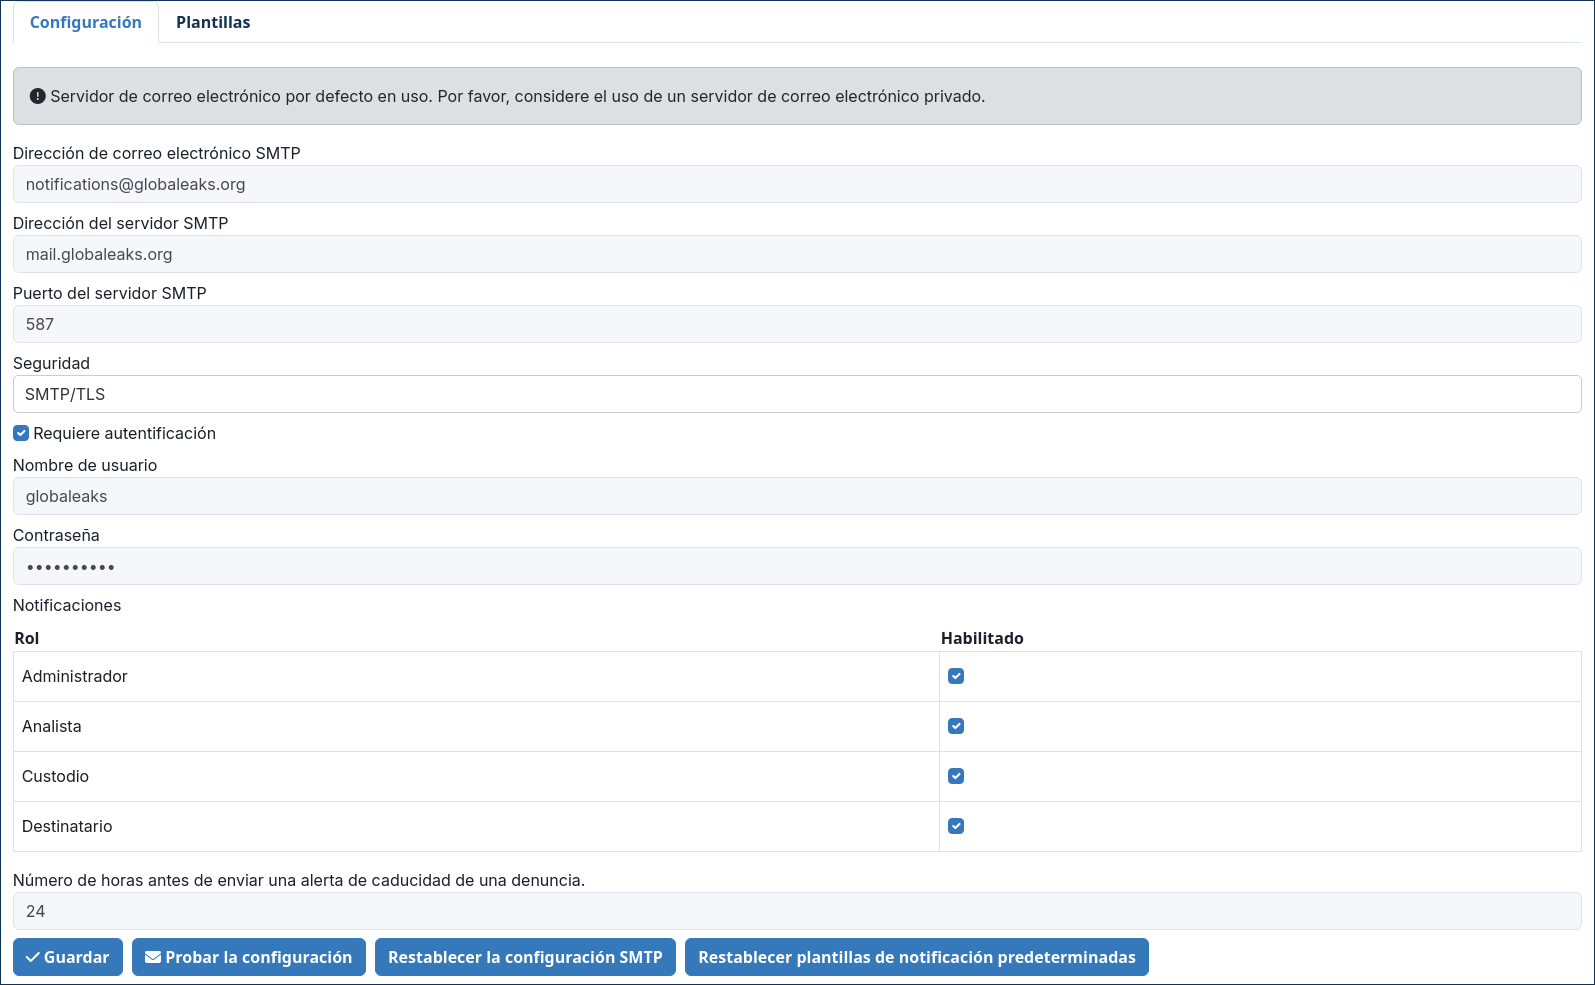 Configuración Plantillas
Servidor de correo electrónico por defecto en uso. Por favor, considere el uso de un servidor de correo electrónico privado.
Dirección de correo electrónico SMTP
notifications@globaleaks.org
Dirección del servidor SMTP
mail.globaleaks.org
Puerto del servidor SMTP
587
Seguridad
SMTP/TLS
Requiere autentificación
Nombre de usuario
globaleaks
Contraseña
••••••••••
Notificaciones
Rol Habilitado
Administrador
Analista
Custodio
Destinatario
Número de horas antes de enviar una alerta de caducidad de una denuncia.
24
Guardar Probar la configuración Restablecer la configuración SMTP Restablecer plantillas de notificación predeterminadas